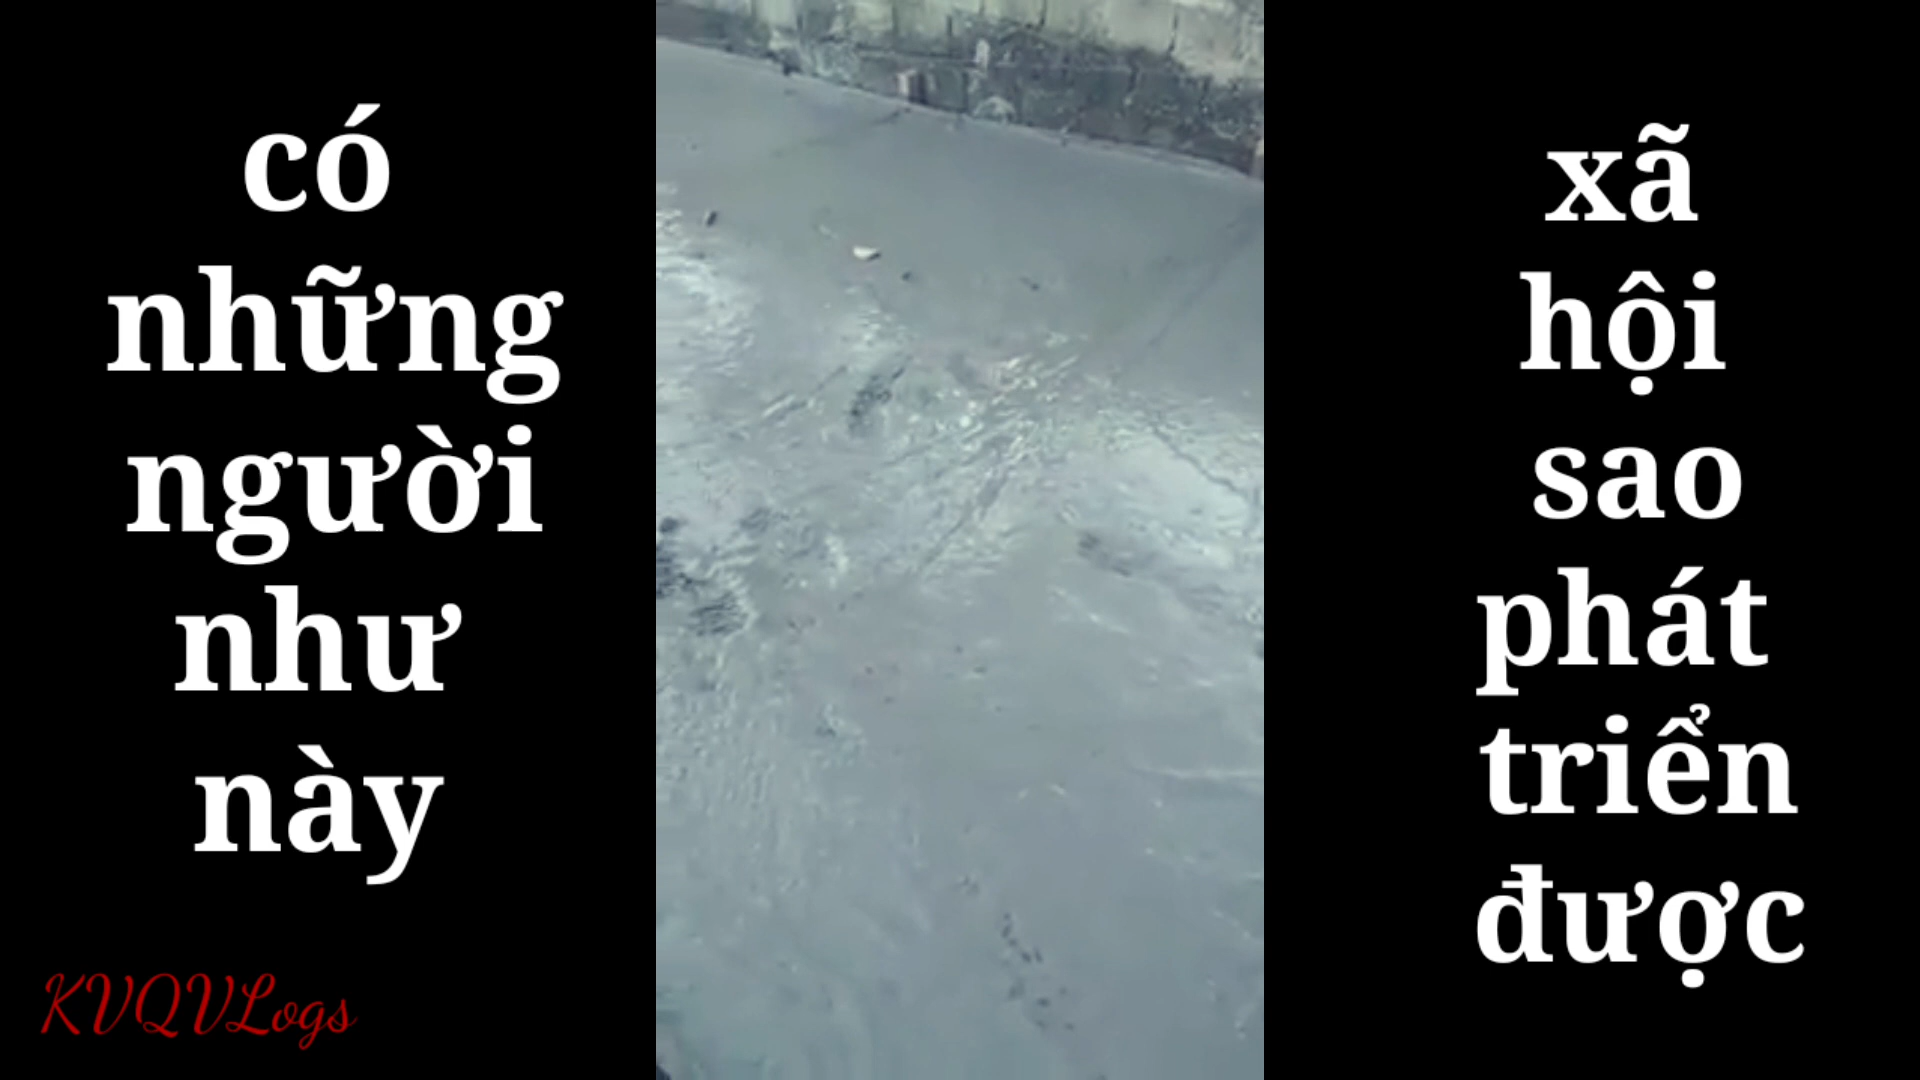 có
những
người
như
này
xã
hội
sao
phát
triển
được
KVQVLogs